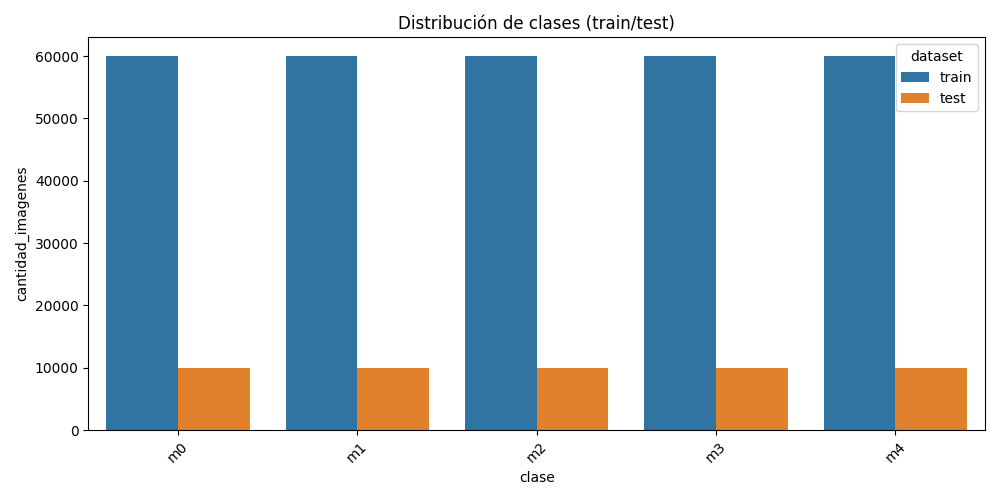 Distribución de clases (train/test)
dataset
train
test
60000
50000
40000
30000
20000
10000
0
cantidad_imagenes
m0
m1
m2
m3
m4
clase